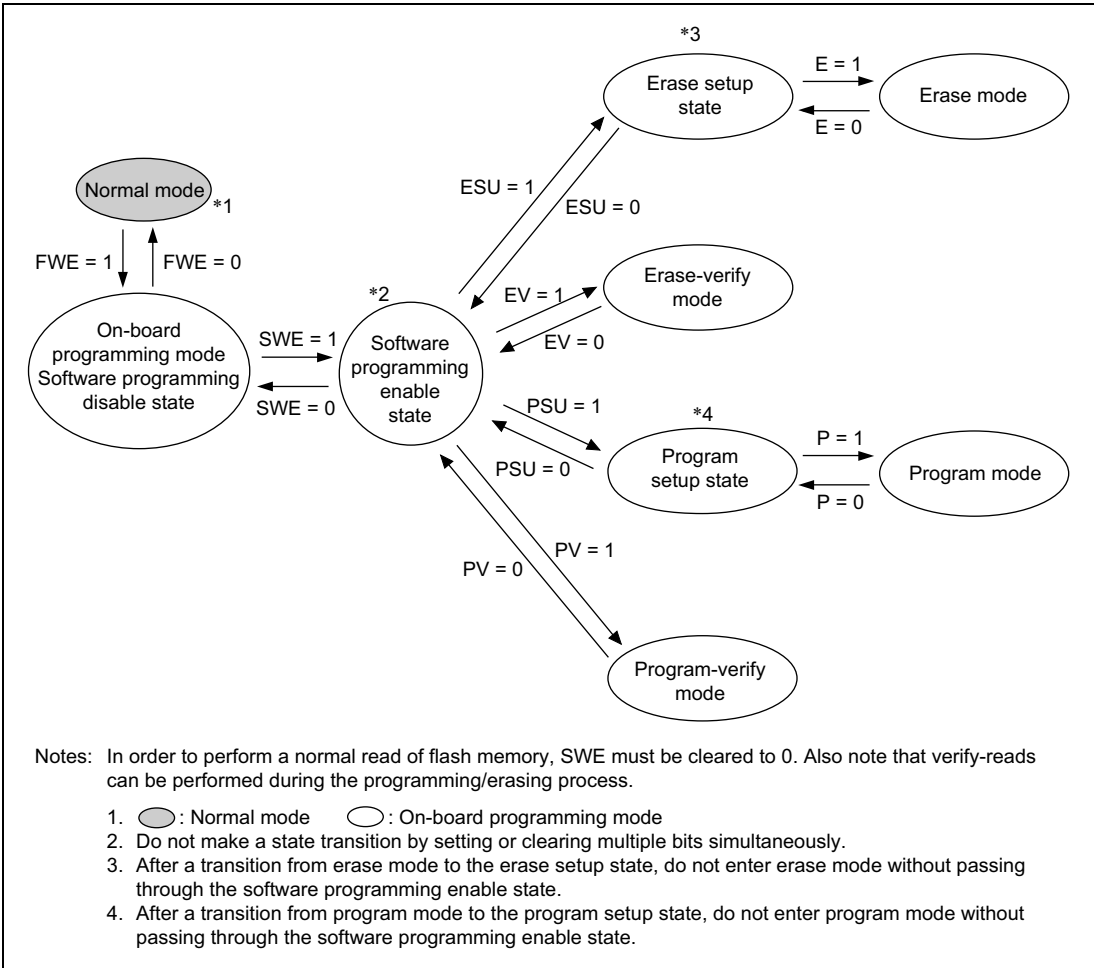 *3
Erase setup
state
E = 1
E = 0
Erase mode
Normal mode
*1
ESU = 1
ESU = 0
FWE = 1
FWE = 0
Erase-verify
mode
*2
EV = 1
EV = 0
On-board
programming mode
Software programming
disable state
SWE = 1
SWE = 0
Software
programming
enable
state
PSU = 1
PSU = 0
*4
Program
setup state
P = 1
P = 0
Program mode
PV = 1
PV = 0
Program-verify
mode
Notes: In order to perform a normal read of flash memory, SWE must be cleared to 0. Also note that verify-reads
can be performed during the programming/erasing process.
1. : Normal mode : On-board programming mode
2. Do not make a state transition by setting or clearing multiple bits simultaneously.
3. After a transition from erase mode to the erase setup state, do not enter erase mode without passing
through the software programming enable state.
4. After a transition from program mode to the program setup state, do not enter program mode without
passing through the software programming enable state.